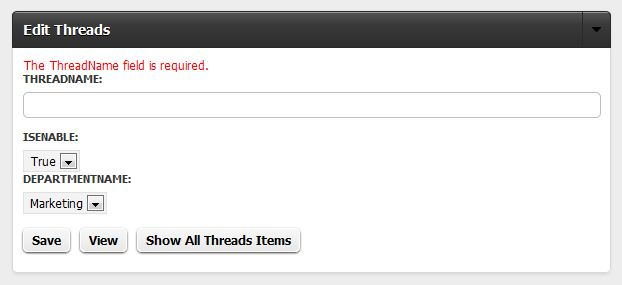 Edit Threads
The ThreadName field is required.
THREADNAME:
ISENABLE:
True
DEPARTMENTNAME:
Marketing
Save View Show All Threads Items